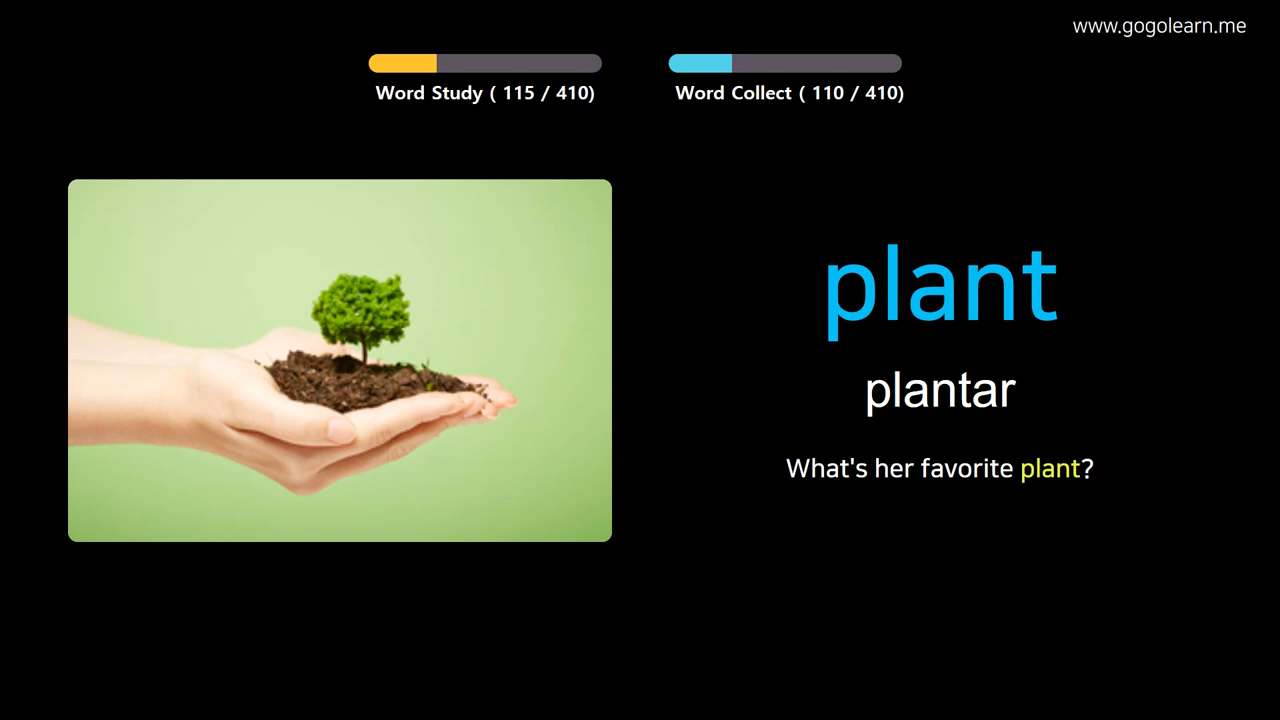 www.gogolearn.me
Word Study ( 115 / 410)
Word Collect ( 110 / 410)
plant
plantar
What's her favorite plant?